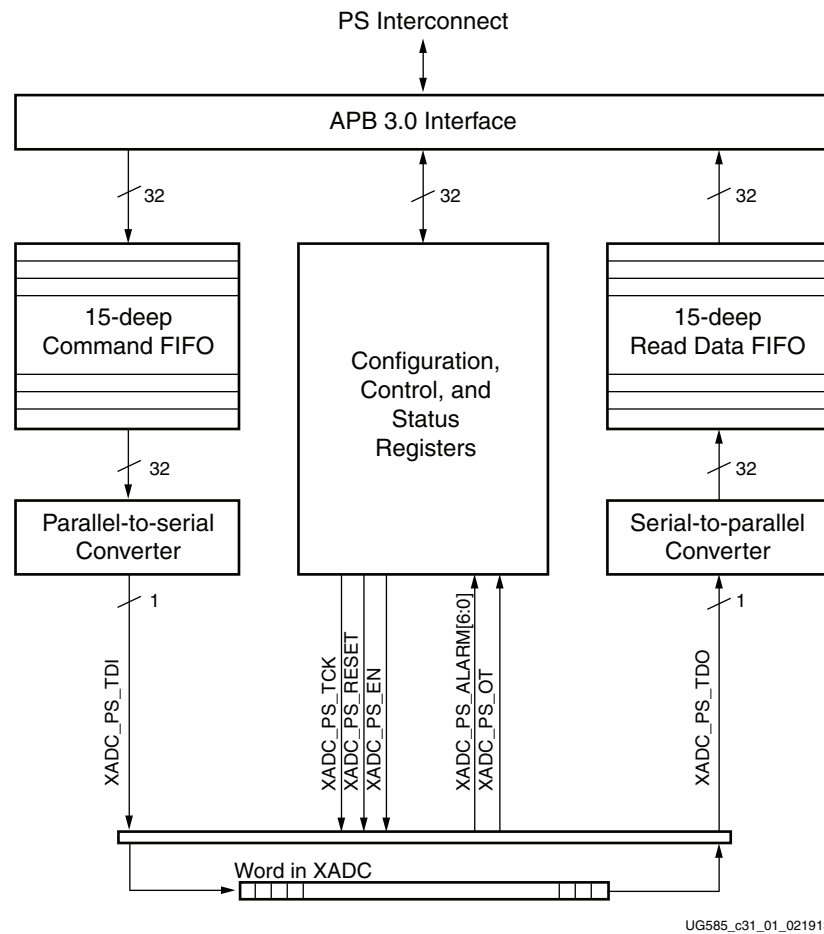 PS Interconnect
APB 3.0 Interface
32
32
32
15-deep
Command FIFO
Configuration,
Control, and
Status
Registers
15-deep
Read Data FIFO
32
32
Parallel-to-serial
Converter
Serial-to-parallel
Converter
1
1
XADC_PS_TDI
XADC_PS_TCK
XADC_PS_RESET
XADC_PS_EN
XADC_PS_ALARM[6:0]
XADC_PS_OT
XADC_PS_TDO
Word in XADC
UG585_c31_01_021913